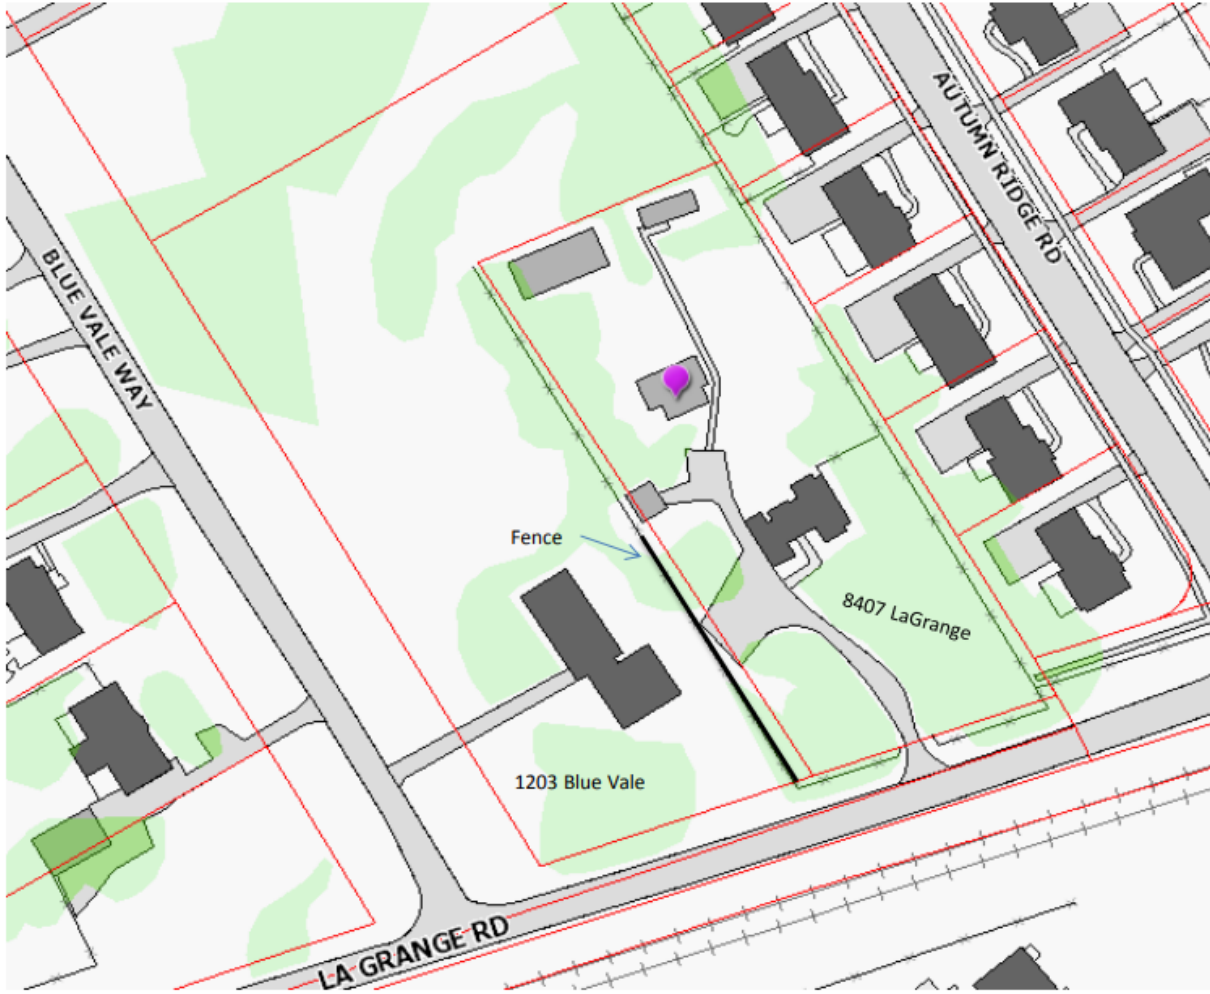 AUTUMN RIDGE RD
BLUE VALE WAY
Fence
8407 LaGrange
1203 Blue Vale
LA GRANGE RD